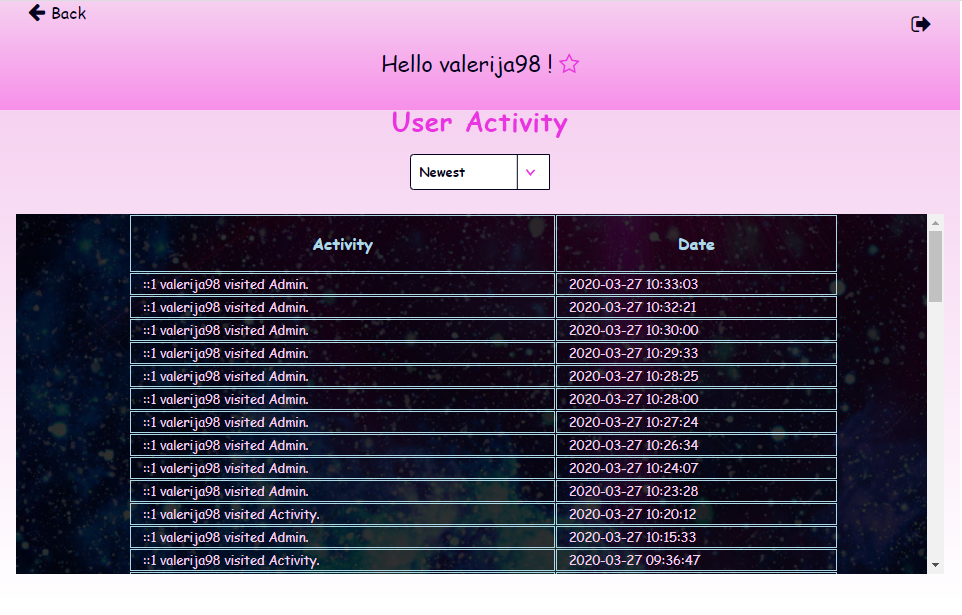 Back
Hello valerija98 !
User Activity
Newest
Activity Date
::1 valerija98 visited Admin. 2020-03-27 10:33:03
::1 valerija98 visited Admin. 2020-03-27 10:32:21
::1 valerija98 visited Admin. 2020-03-27 10:30:00
::1 valerija98 visited Admin. 2020-03-27 10:29:33
::1 valerija98 visited Admin. 2020-03-27 10:28:25
::1 valerija98 visited Admin. 2020-03-27 10:28:00
::1 valerija98 visited Admin. 2020-03-27 10:27:24
::1 valerija98 visited Admin. 2020-03-27 10:26:34
::1 valerija98 visited Admin. 2020-03-27 10:24:07
::1 valerija98 visited Admin. 2020-03-27 10:23:28
::1 valerija98 visited Activity. 2020-03-27 10:20:12
::1 valerija98 visited Admin. 2020-03-27 10:15:33
::1 valerija98 visited Activity. 2020-03-27 09:36:47